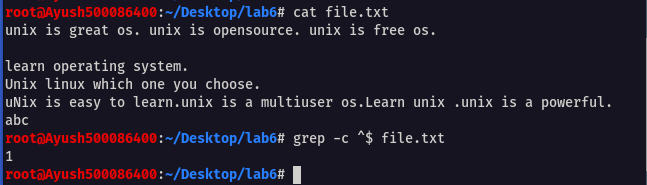 root@Ayush500086400:~/Desktop/lab6# cat file.txt
unix is great os. unix is opensource. unix is free os.

learn operating system.
Unix linux which one you choose.
uNix is easy to learn.unix is a multiuser os.Learn unix .unix is a powerful.
abc
root@Ayush500086400:~/Desktop/lab6# grep -c ^$ file.txt
1
root@Ayush500086400:~/Desktop/lab6#